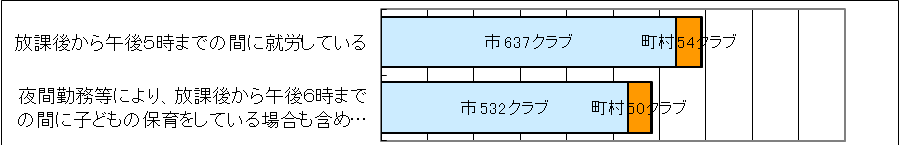 放課後から午後5時までの間に就労している
市637クラブ
町村54クラブ
夜間勤務等により、放課後から午後6時まで
の間に子どもの保育をしている場合も含め…
市532クラブ
町村50クラブ